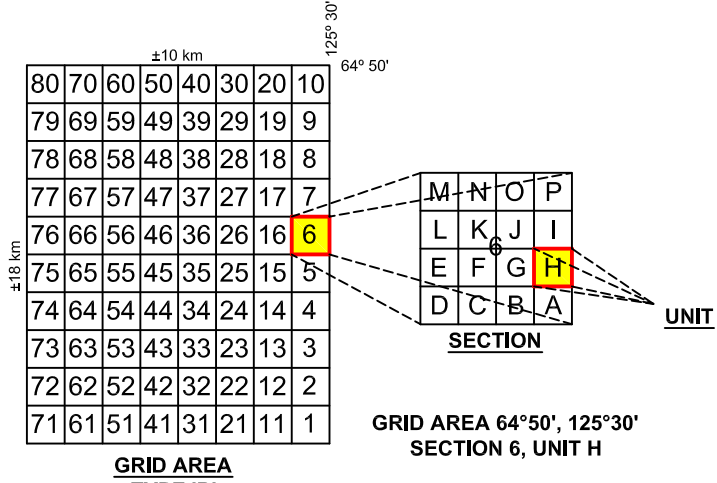 125° 30'
±10 km
64° 50'
80 70 60 50 40 30 20 10
79 69 59 49 39 29 19 9
78 68 58 48 38 28 18 8
77 67 57 47 37 27 17 7
76 66 56 46 36 26 16 6
75 65 55 45 35 25 15 5
74 64 54 44 34 24 14 4
73 63 53 43 33 23 13 3
72 62 52 42 32 22 12 2
71 61 51 41 31 21 11 1
±18 km
GRID AREA
M N O P
L K J I
6
E F G H
D C B A
SECTION
UNIT
GRID AREA 64°50', 125°30'
SECTION 6, UNIT H